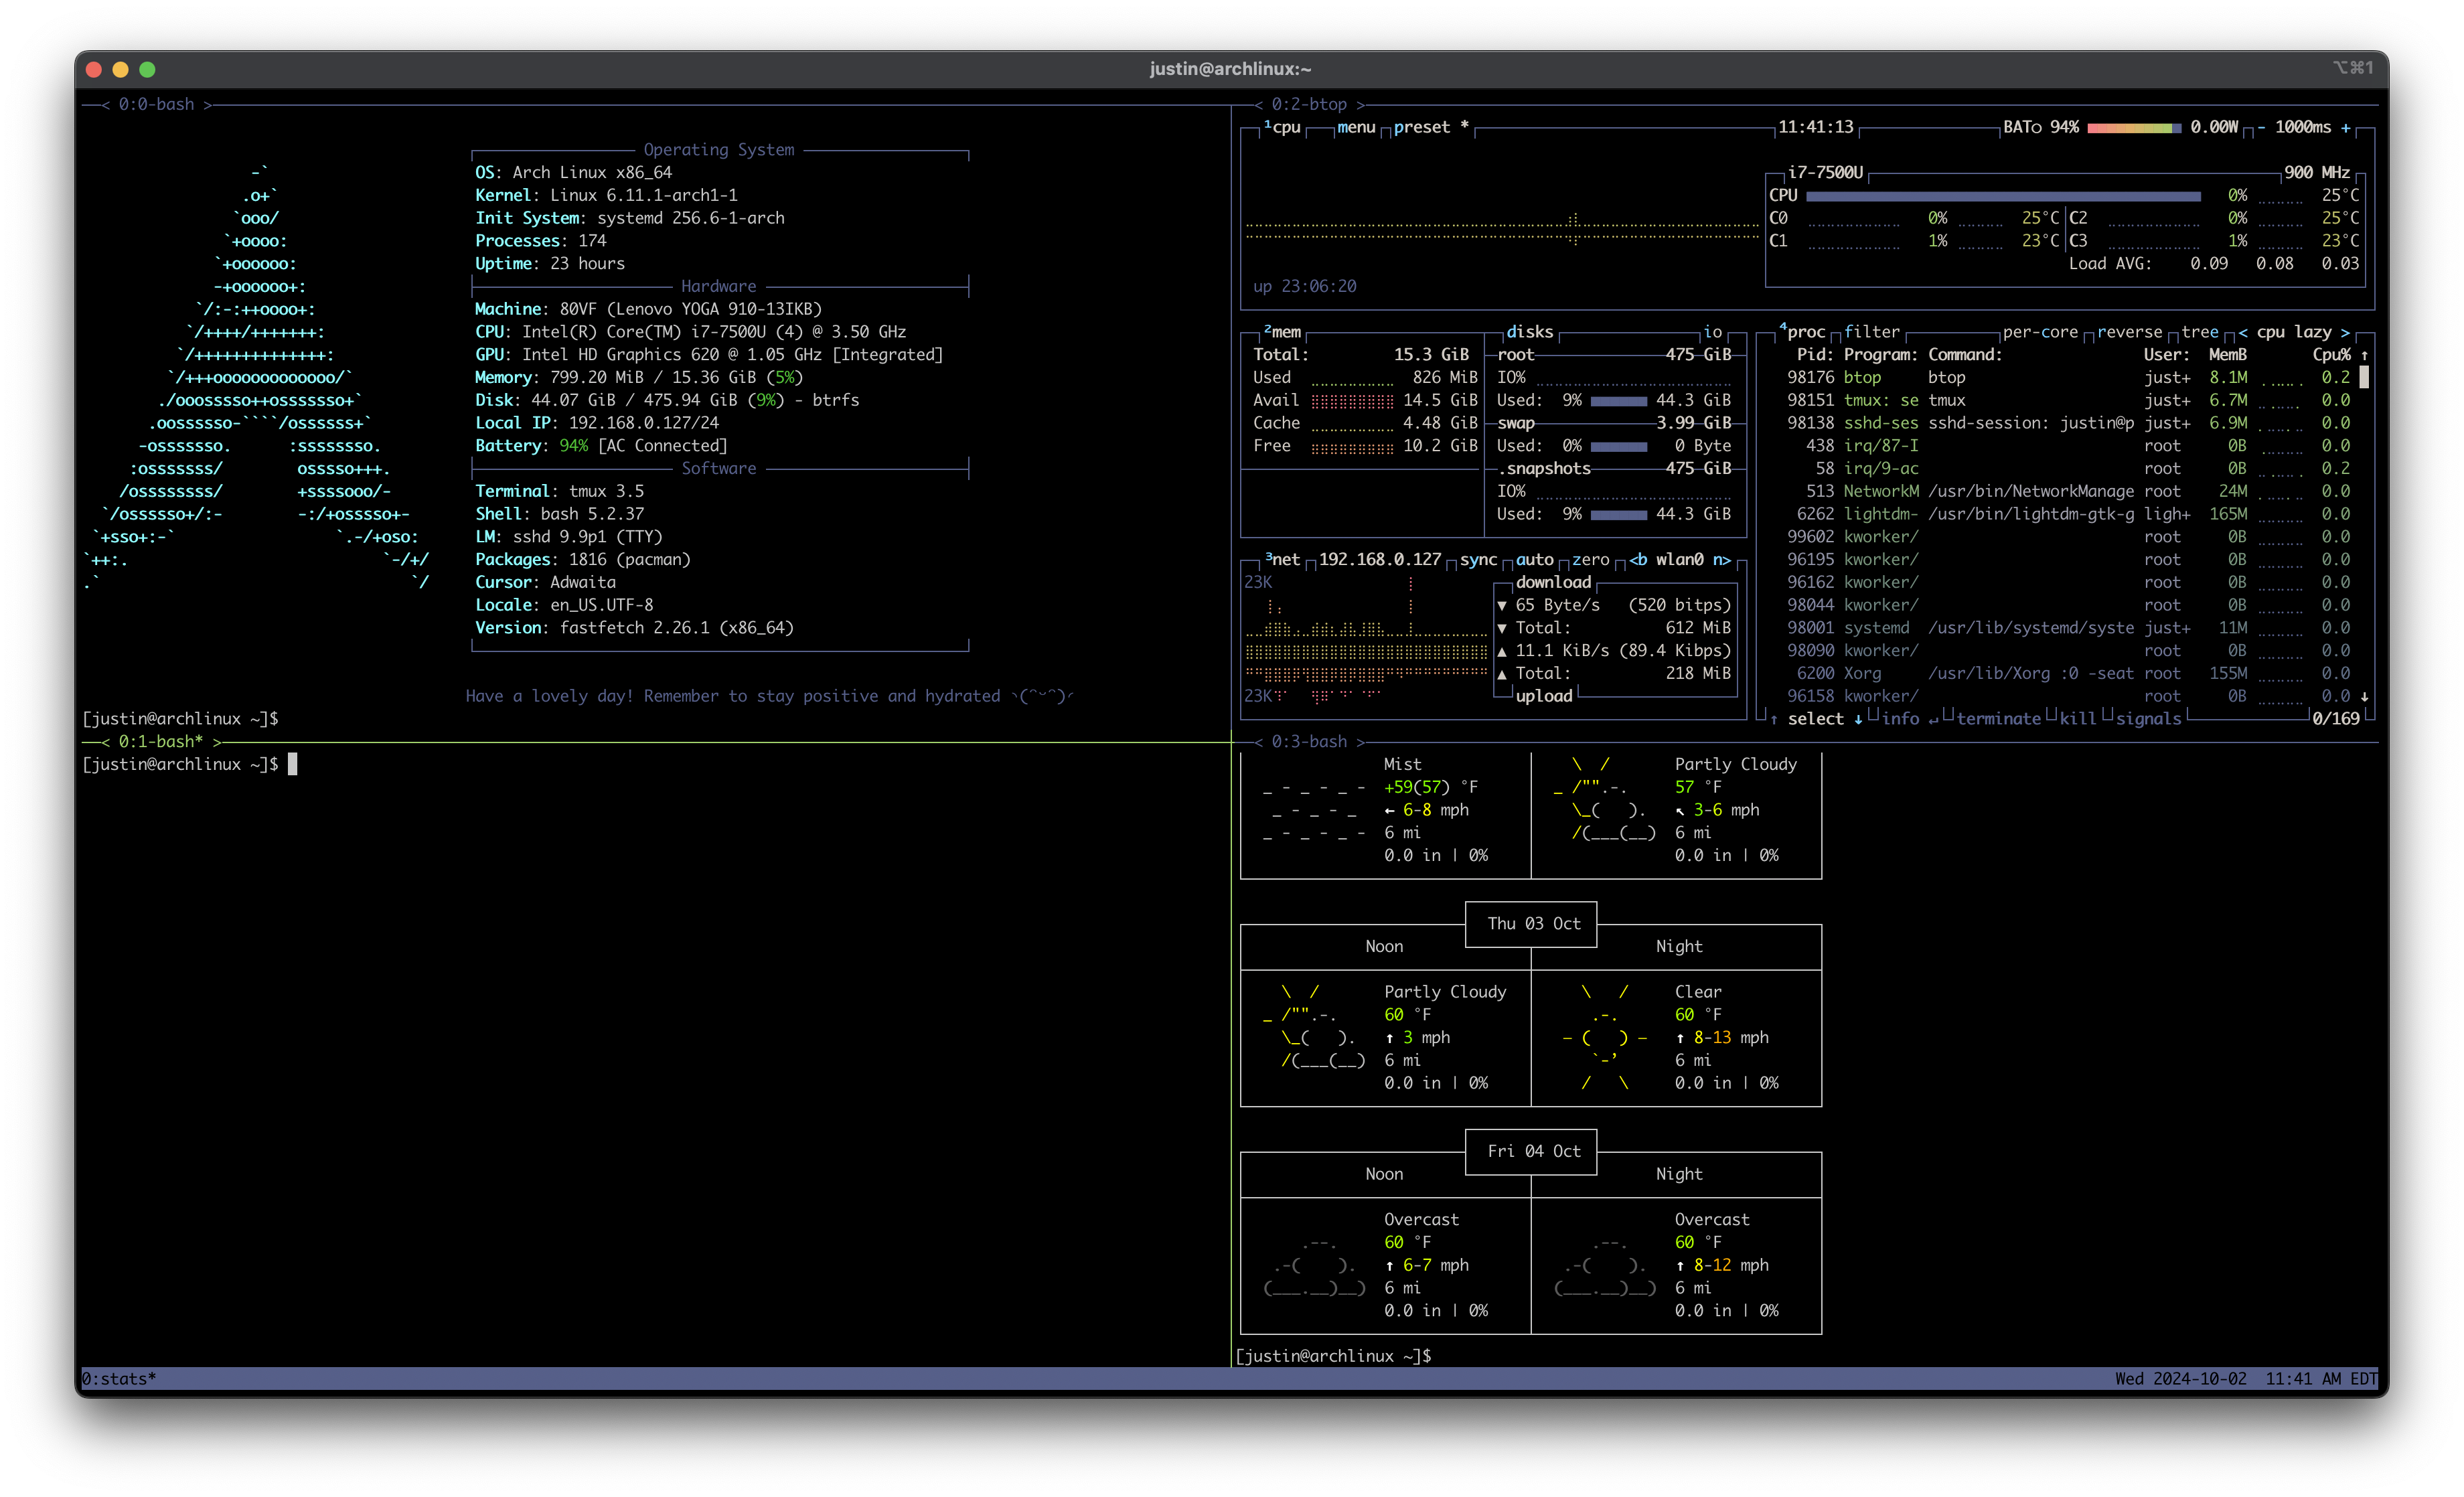 justin@archlinux:~
⌥⌘1
──< 0:0-bash >──
Operating System
OS: Arch Linux x86_64
Kernel: Linux 6.11.1-arch1-1
Init System: systemd 256.6-1-arch
Processes: 174
Uptime: 23 hours
Hardware
Machine: 80VF (Lenovo YOGA 910-13IKB)
CPU: Intel(R) Core(TM) i7-7500U (4) @ 3.50 GHz
GPU: Intel HD Graphics 620 @ 1.05 GHz [Integrated]
Memory: 799.20 MiB / 15.36 GiB (5%)
Disk: 44.07 GiB / 475.94 GiB (9%) - btrfs
Local IP: 192.168.0.127/24
Battery: 94% [AC Connected]
Software
Terminal: tmux 3.5
Shell: bash 5.2.37
LM: sshd 9.9p1 (TTY)
Packages: 1816 (pacman)
Cursor: Adwaita
Locale: en_US.UTF-8
Version: fastfetch 2.26.1 (x86_64)
Have a lovely day! Remember to stay positive and hydrated ヽ(^ᵕ^)ノ
[justin@archlinux ~]$
──< 0:1-bash* >──
[justin@archlinux ~]$
──< 0:2-btop >──
¹cpu menu preset * 11:41:13 BAT○ 94% 0.00W - 1000ms +
i7-7500U 900 MHz
CPU 0% 25°C
C0 0% 25°C C2 0% 25°C
C1 1% 23°C C3 1% 23°C
Load AVG: 0.09 0.08 0.03
up 23:06:20
²mem
Total: 15.3 GiB
Used 826 MiB
Avail 14.5 GiB
Cache 4.48 GiB
Free 10.2 GiB
disks io
root 475 GiB
IO%
Used: 9% 44.3 GiB
swap 3.99 GiB
Used: 0% 0 Byte
.snapshots 475 GiB
IO%
Used: 9% 44.3 GiB
³net 192.168.0.127 sync auto zero <b wlan0 n>
23K
download
▼ 65 Byte/s (520 bitps)
▼ Total: 612 MiB
▲ 11.1 KiB/s (89.4 Kibps)
▲ Total: 218 MiB
23K
upload
⁴proc filter per-core reverse tree < cpu lazy >
Pid: Program: Command: User: MemB Cpu% ↑
98176 btop btop just+ 8.1M 0.2
98151 tmux: se tmux just+ 6.7M 0.0
98138 sshd-ses sshd-session: justin@p just+ 6.9M 0.0
438 irq/87-I root 0B 0.0
58 irq/9-ac root 0B 0.2
513 NetworkM /usr/bin/NetworkManage root 24M 0.0
6262 lightdm- /usr/bin/lightdm-gtk-g ligh+ 165M 0.0
99602 kworker/ root 0B 0.0
96195 kworker/ root 0B 0.0
96162 kworker/ root 0B 0.0
98044 kworker/ root 0B 0.0
98001 systemd /usr/lib/systemd/syste just+ 11M 0.0
98090 kworker/ root 0B 0.0
6200 Xorg /usr/lib/Xorg :0 -seat root 155M 0.0
96158 kworker/ root 0B 0.0 ↓
↑ select ↓ info ↵ terminate kill signals 0/169
──< 0:3-bash >──
Mist
+59(57) °F
← 6-8 mph
6 mi
0.0 in | 0%
Partly Cloudy
57 °F
↖ 3-6 mph
6 mi
0.0 in | 0%
Thu 03 Oct
Noon Night
Partly Cloudy
60 °F
↑ 3 mph
6 mi
0.0 in | 0%
Clear
60 °F
↑ 8-13 mph
6 mi
0.0 in | 0%
Fri 04 Oct
Noon Night
Overcast
60 °F
↑ 6-7 mph
6 mi
0.0 in | 0%
Overcast
60 °F
↑ 8-12 mph
6 mi
0.0 in | 0%
[justin@archlinux ~]$
0:stats* Wed 2024-10-02 11:41 AM EDT